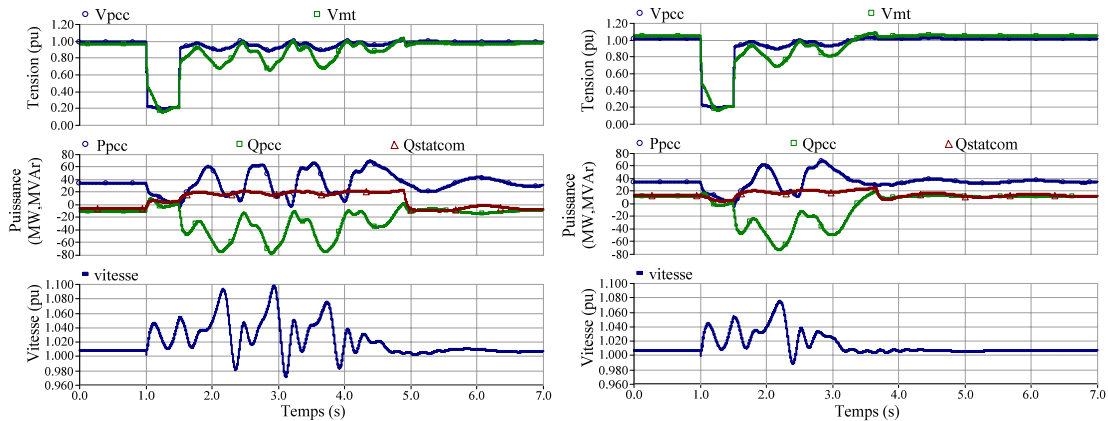 Vpcc Vmt
Tension (pu)
1.20
1.00
0.80
0.60
0.40
0.20
0.00
Ppcc Qpcc Qstatcom
Puissance
(MW,MVAr)
80
60
40
20
0
-20
-40
-60
-80
vitesse
Vitesse (pu)
1.100
1.080
1.060
1.040
1.020
1.000
0.980
0.960
0.0 1.0 2.0 3.0 4.0 5.0 6.0 7.0
Temps (s)
Vpcc Vmt
Tension (pu)
1.20
1.00
0.80
0.60
0.40
0.20
0.00
Ppcc Qpcc Qstatcom
Puissance
(MW,MVAr)
80
60
40
20
0
-20
-40
-60
-80
vitesse
Vitesse (pu)
1.100
1.080
1.060
1.040
1.020
1.000
0.980
0.960
0.0 1.0 2.0 3.0 4.0 5.0 6.0 7.0
Temps (s)